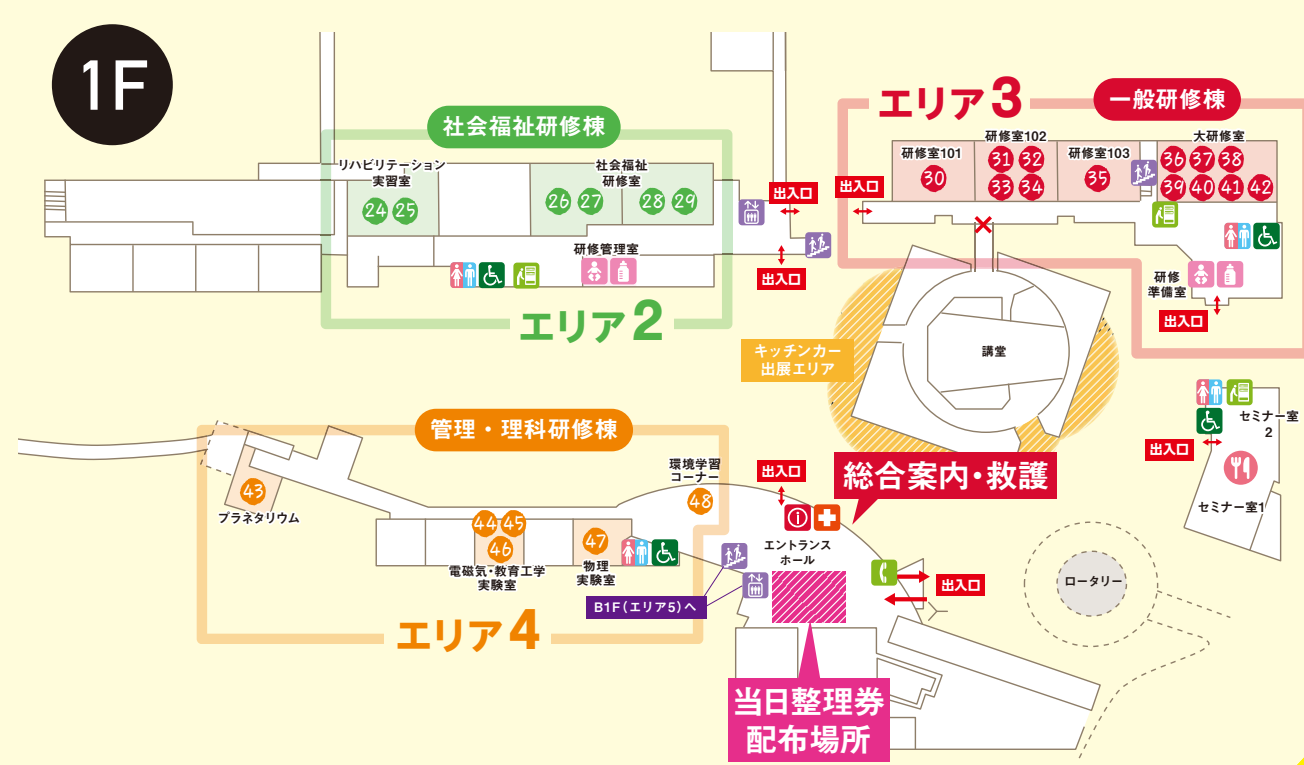 1F
社会福祉研修棟
リハビリテーション
実習室
24 25
社会福祉
研修室
26 27 28 29
研修管理室
出入口
出入口
エリア2
エリア3
一般研修棟
研修室101
30
研修室102
31 32
33 34
研修室103
35
大研修室
36 37 38
39 40 41 42
出入口
研修
準備室
出入口
講堂
キッチンカー
出展エリア
セミナー室
2
出入口
セミナー室1
管理・理科研修棟
環境学習
コーナー
48
43
プラネタリウム
44 45
46
電磁気・教育工学
実験室
47
物理
実験室
エリア4
出入口
総合案内・救護
エントランス
ホール
B1F(エリア5)へ
出入口
ロータリー
当日整理券
配布場所